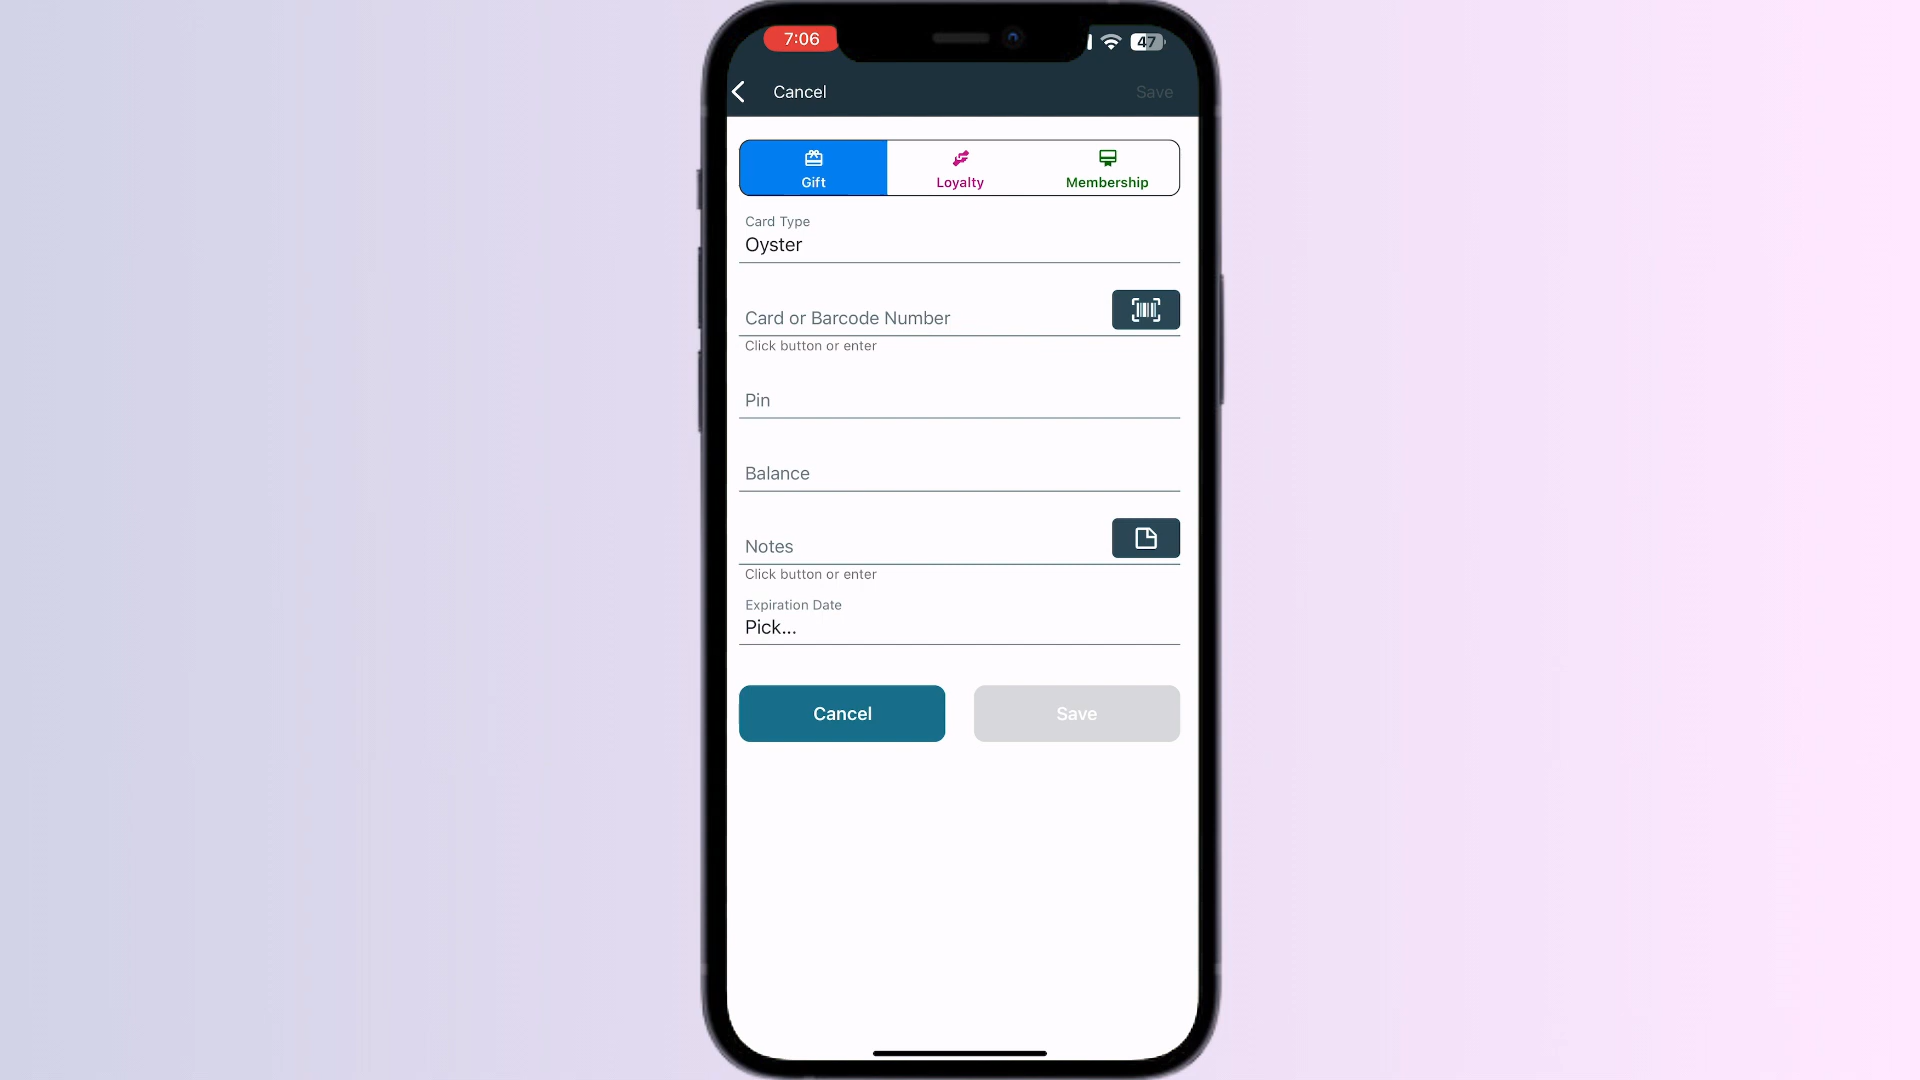 7:06
47
Cancel
Save
Gift
Loyalty
Membership
Card Type
Oyster
Card or Barcode Number
Click button or enter
Pin
Balance
Notes
Click button or enter
Expiration Date
Pick...
Cancel
Save